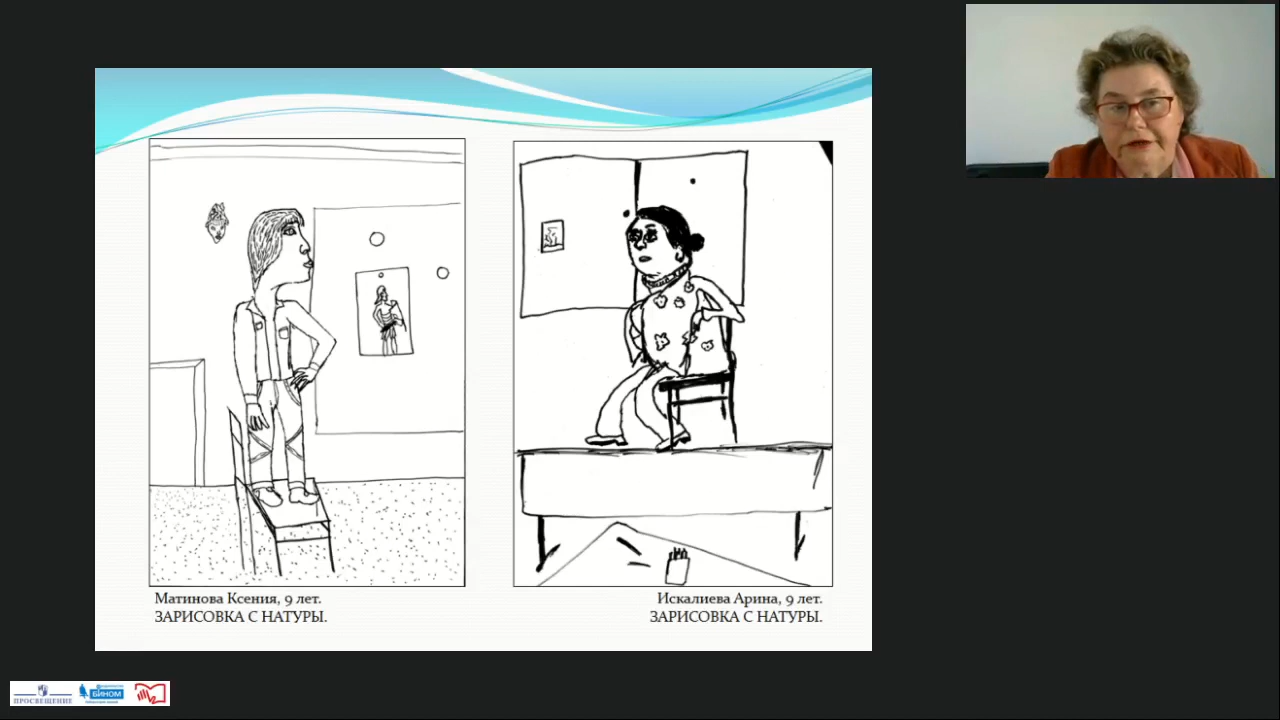 Матинова Ксения, 9 лет.
ЗАРИСОВКА С НАТУРЫ.
Искалиева Арина, 9 лет.
ЗАРИСОВКА С НАТУРЫ.
ПРОСВЕЩЕНИЕ
БИНОМ